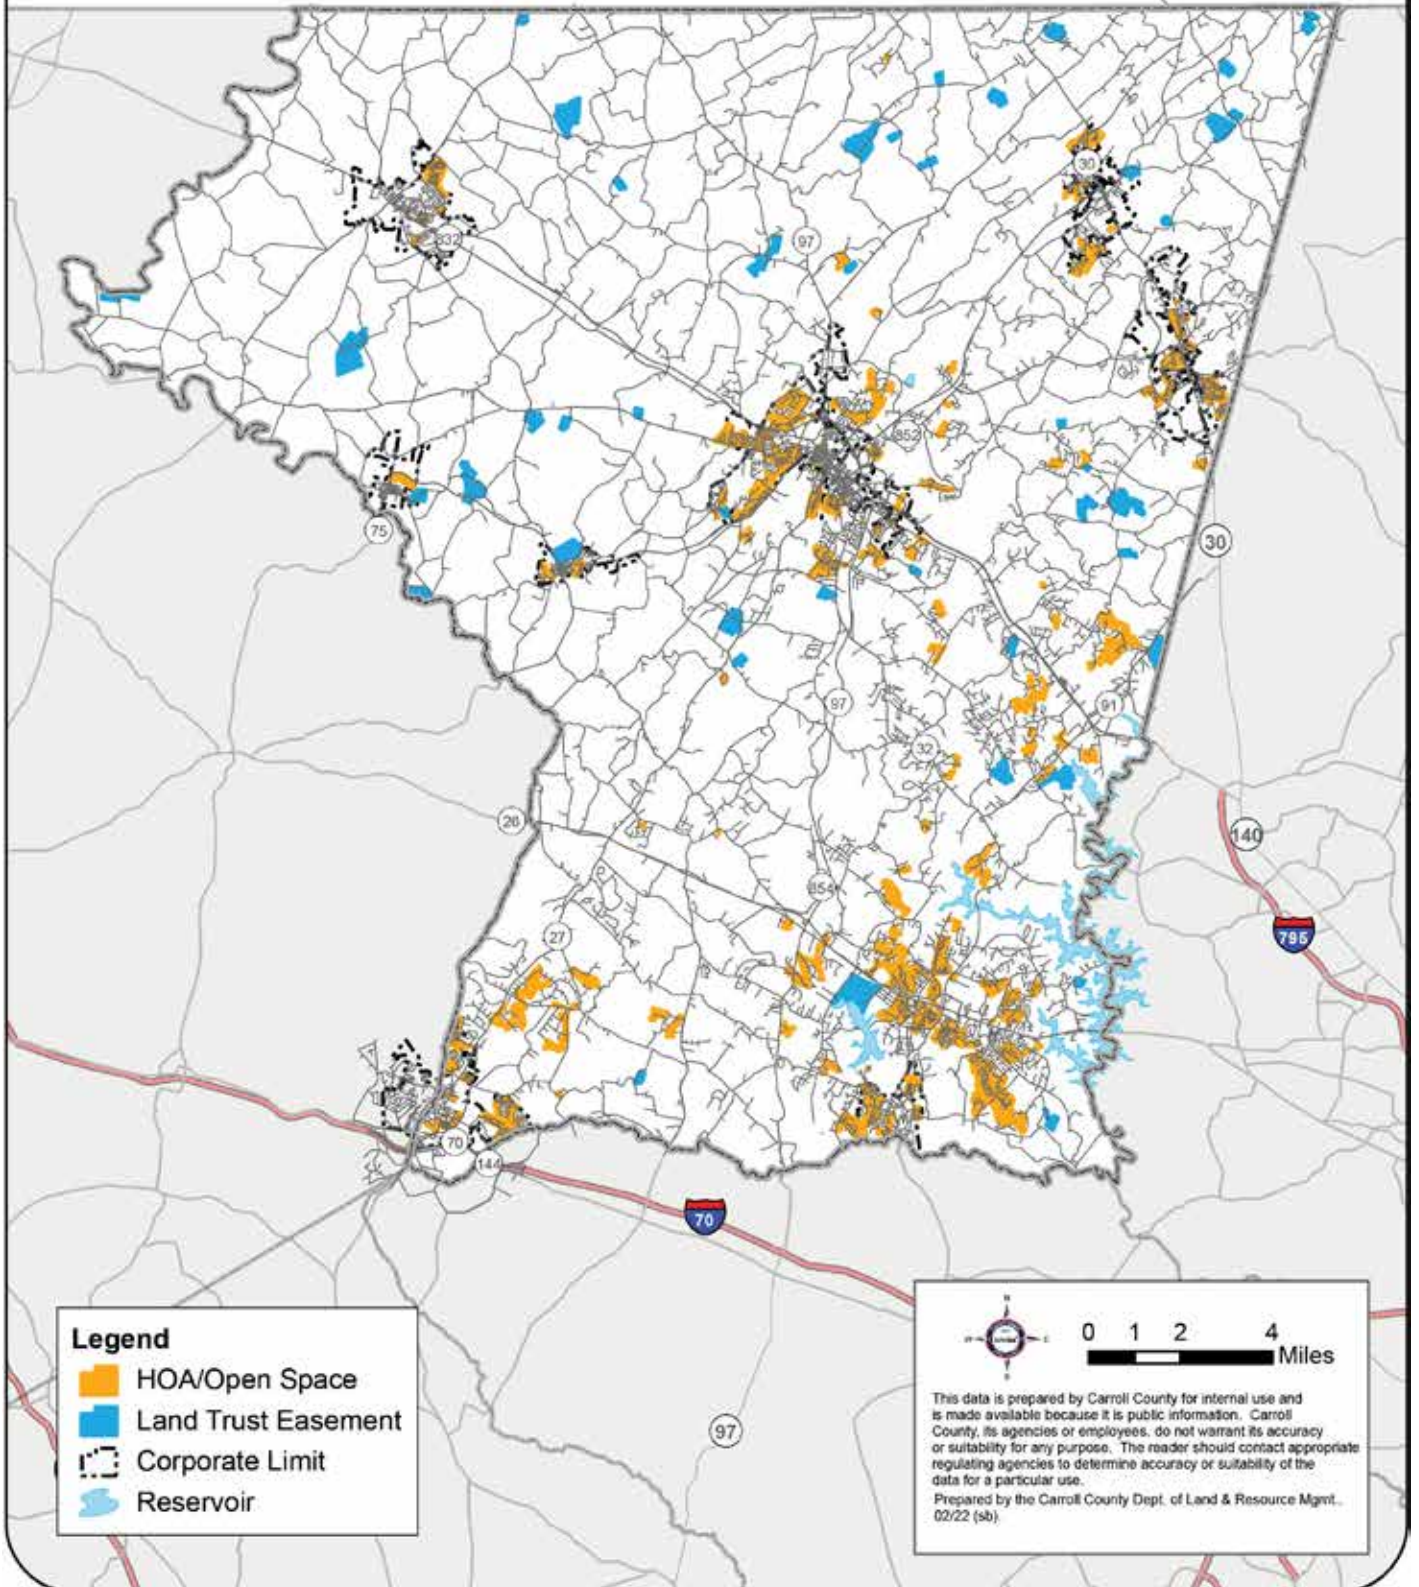 30
832
97
852
75
30
91
97
32
26
140
854
795
27
70
144
70
97
Legend
HOA/Open Space
Land Trust Easement
Corporate Limit
Reservoir
N
0 1 2 4
Miles
This data is prepared by Carroll County for internal use and
is made available because it is public information. Carroll
County, its agencies or employees, do not warrant its accuracy
or suitability for any purpose. The reader should contact appropriate
regulating agencies to determine accuracy or suitability of the
data for a particular use.
Prepared by the Carroll County Dept. of Land & Resource Mgmt.,
02/22 (sb)